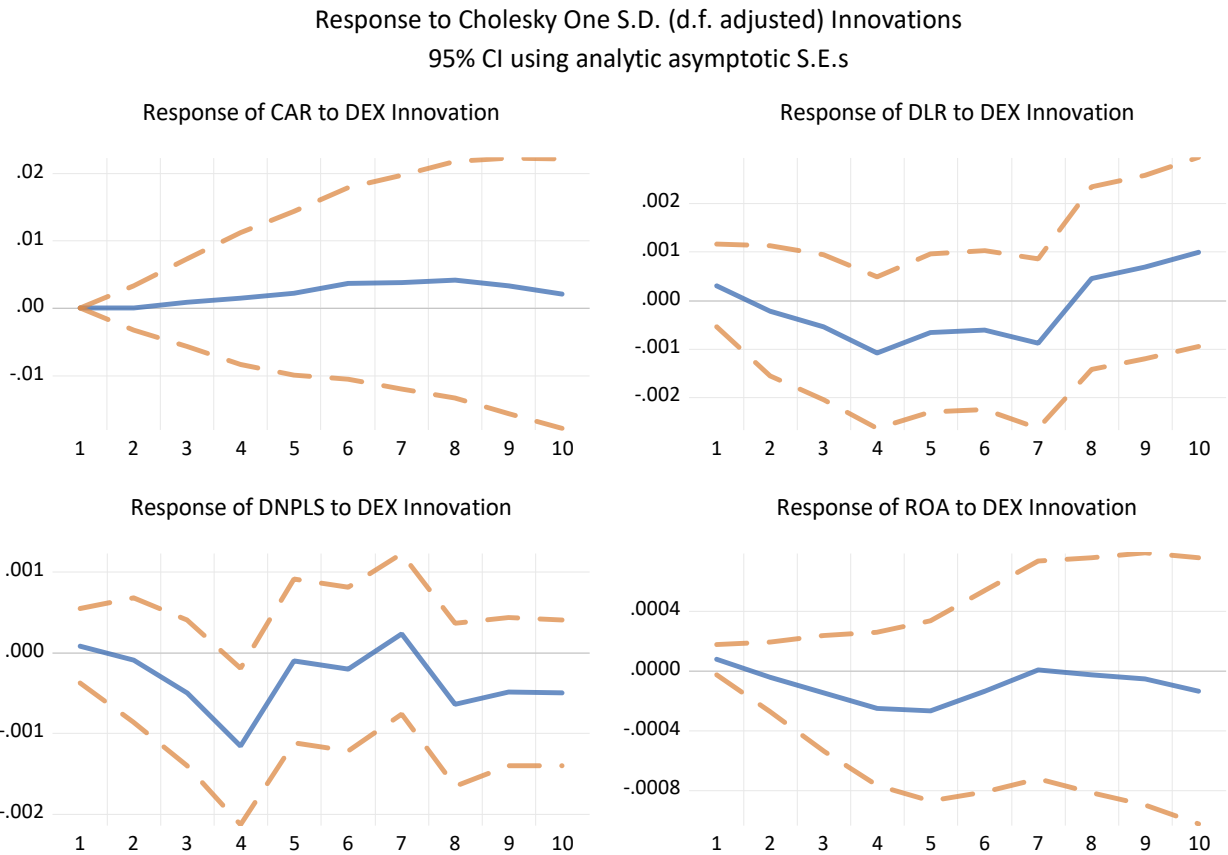 Response to Cholesky One S.D. (d.f. adjusted) Innovations
95% CI using analytic asymptotic S.E.s
Response of CAR to DEX Innovation
.02
.01
.00
-.01
1 2 3 4 5 6 7 8 9 10
Response of DLR to DEX Innovation
.002
.001
.000
-.001
-.002
1 2 3 4 5 6 7 8 9 10
Response of DNPLS to DEX Innovation
.001
.000
-.001
-.002
1 2 3 4 5 6 7 8 9 10
Response of ROA to DEX Innovation
.0004
.0000
-.0004
-.0008
1 2 3 4 5 6 7 8 9 10